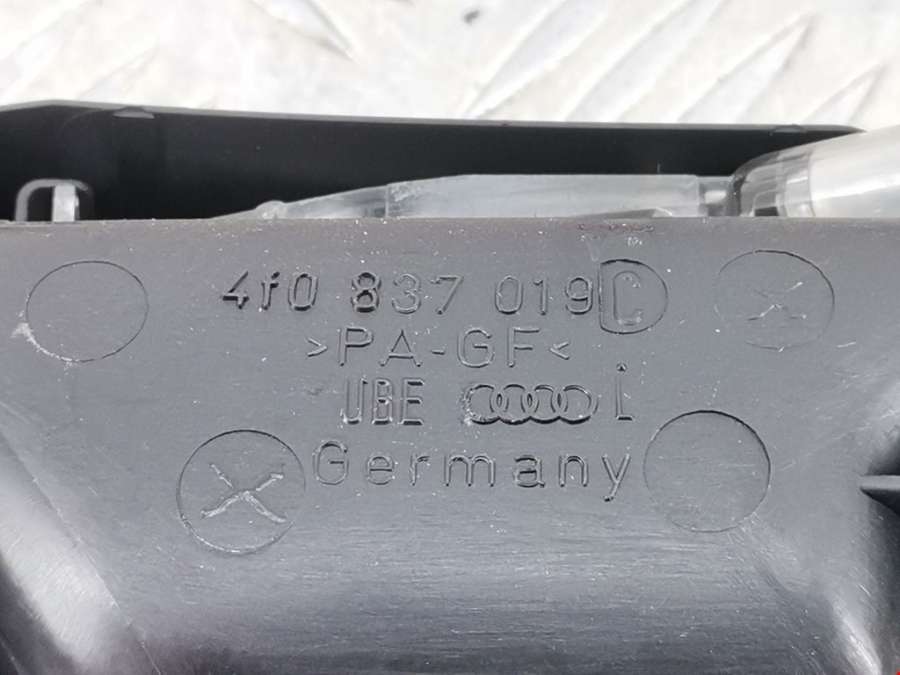 4f0 837 019 C
>PA-GF<
UBE i
Germany